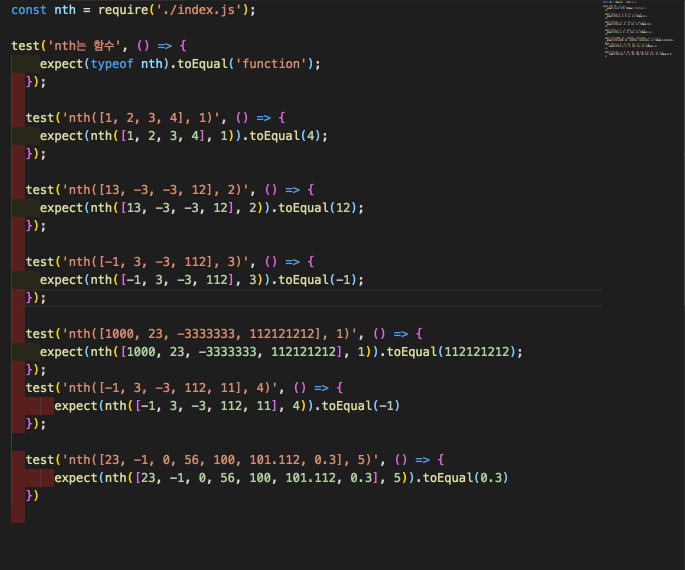 const nth = require('./index.js');
test('nth는 함수', () => {
expect(typeof nth).toEqual('function');
});
test('nth([1, 2, 3, 4], 1)', () => {
expect(nth([1, 2, 3, 4], 1)).toEqual(4);
});
test('nth([13, -3, -3, 12], 2)', () => {
expect(nth([13, -3, -3, 12], 2)).toEqual(12);
});
test('nth([-1, 3, -3, 112], 3)', () => {
expect(nth([-1, 3, -3, 112], 3)).toEqual(-1);
});
test('nth([1000, 23, -3333333, 112121212], 1)', () => {
expect(nth([1000, 23, -3333333, 112121212], 1)).toEqual(112121212);
});
test('nth([-1, 3, -3, 112, 11], 4)', () => {
expect(nth([-1, 3, -3, 112, 11], 4)).toEqual(-1)
});
test('nth([23, -1, 0, 56, 100, 101.112, 0.3], 5)', () => {
expect(nth([23, -1, 0, 56, 100, 101.112, 0.3], 5)).toEqual(0.3)
})